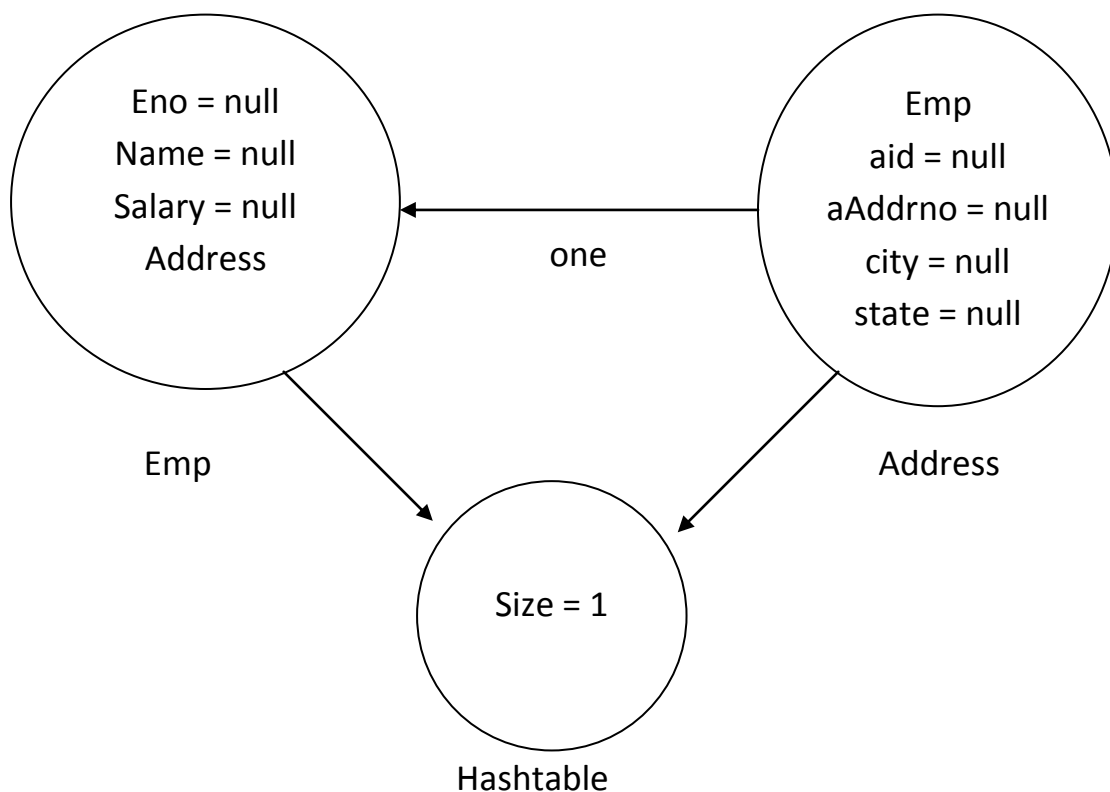 Eno = null
Name = null
Salary = null
Address
Emp
aid = null
aAddrno = null
city = null
state = null
one
Emp
Address
Size = 1
Hashtable